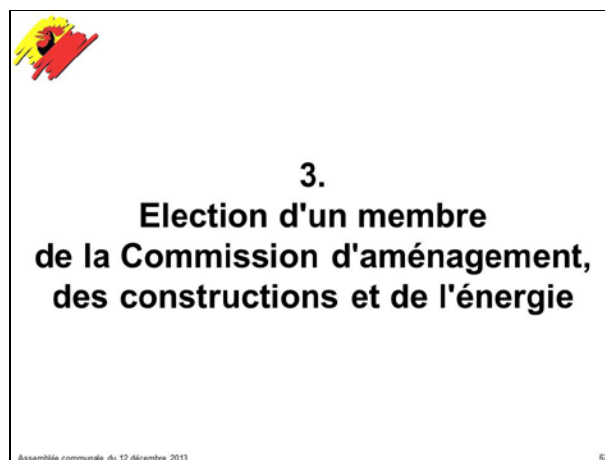 3.
Election d'un membre
de la Commission d'aménagement,
des constructions et de l'énergie
Assemblée communale du 12 décembre 2013